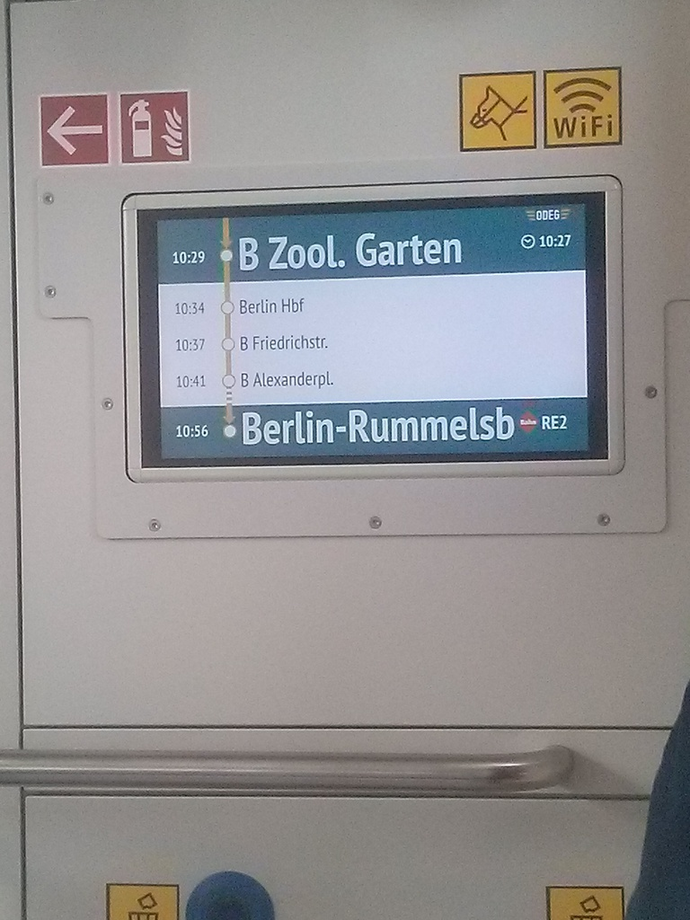 WiFi
ODEG
10:29 B Zool. Garten 10:27
10:34 Berlin Hbf
10:37 B Friedrichstr.
10:41 B Alexanderpl.
10:56 Berlin-Rummelsb Bahn RE2